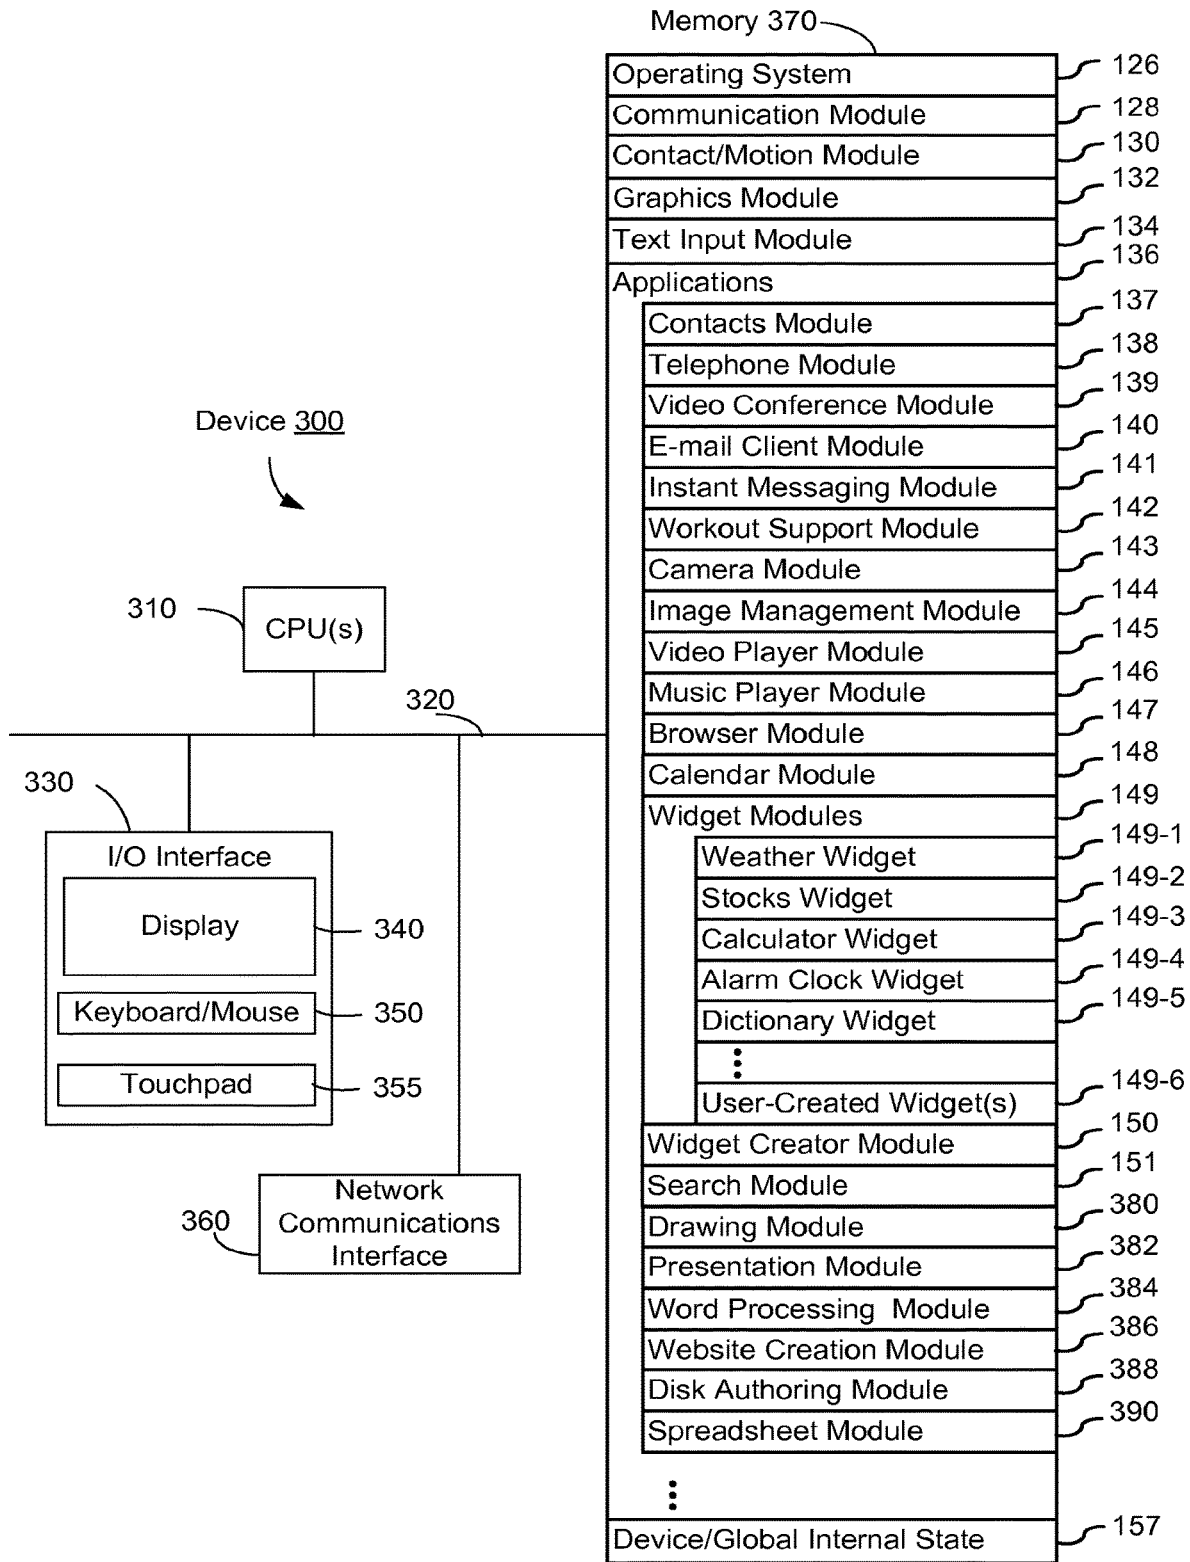 Memory 370
Operating System 126
Communication Module 128
Contact/Motion Module 130
Graphics Module 132
Text Input Module 134
Applications 136
Contacts Module 137
Telephone Module 138
Video Conference Module 139
E-mail Client Module 140
Instant Messaging Module 141
Workout Support Module 142
Camera Module 143
Image Management Module 144
Video Player Module 145
Music Player Module 146
Browser Module 147
Calendar Module 148
Widget Modules 149
Weather Widget 149-1
Stocks Widget 149-2
Calculator Widget 149-3
Alarm Clock Widget 149-4
Dictionary Widget 149-5
User-Created Widget(s) 149-6
Widget Creator Module 150
Search Module 151
Drawing Module 380
Presentation Module 382
Word Processing Module 384
Website Creation Module 386
Disk Authoring Module 388
Spreadsheet Module 390
Device/Global Internal State 157
Device 300
310
CPU(s)
320
330
I/O Interface
Display 340
Keyboard/Mouse 350
Touchpad 355
360
Network
Communications
Interface